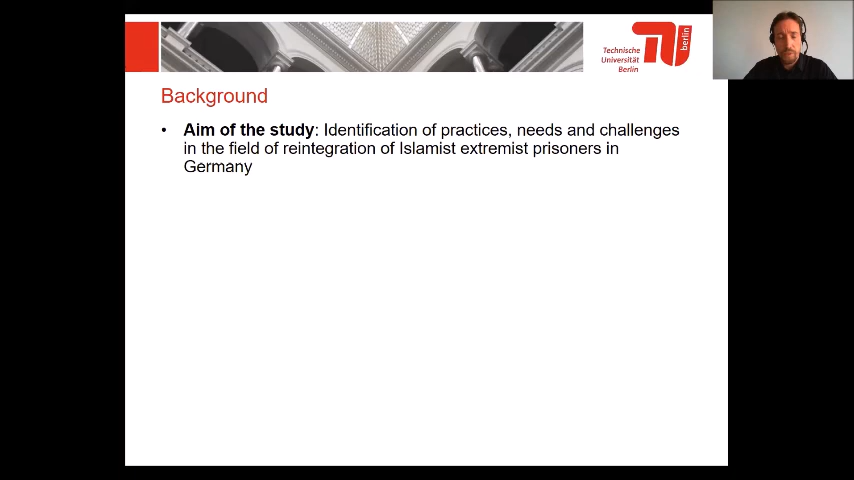 Technische
Universität
Berlin
berlin
Background
• Aim of the study: Identification of practices, needs and challenges
in the field of reintegration of Islamist extremist prisoners in
Germany